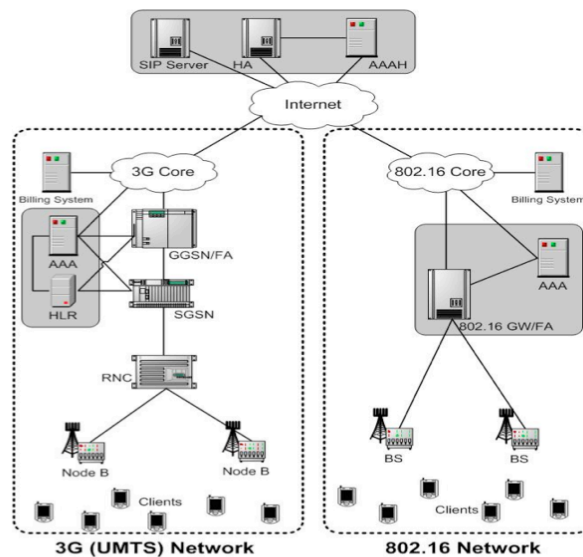 SIP Server
HA
AAAH
Internet
3G Core
Billing System
AAA
HLR
GGSN/FA
SGSN
RNC
Node B
Node B
Clients
3G (UMTS) Network
802.16 Core
Billing System
AAA
802.16 GW/FA
BS
BS
Clients
802.16 Network